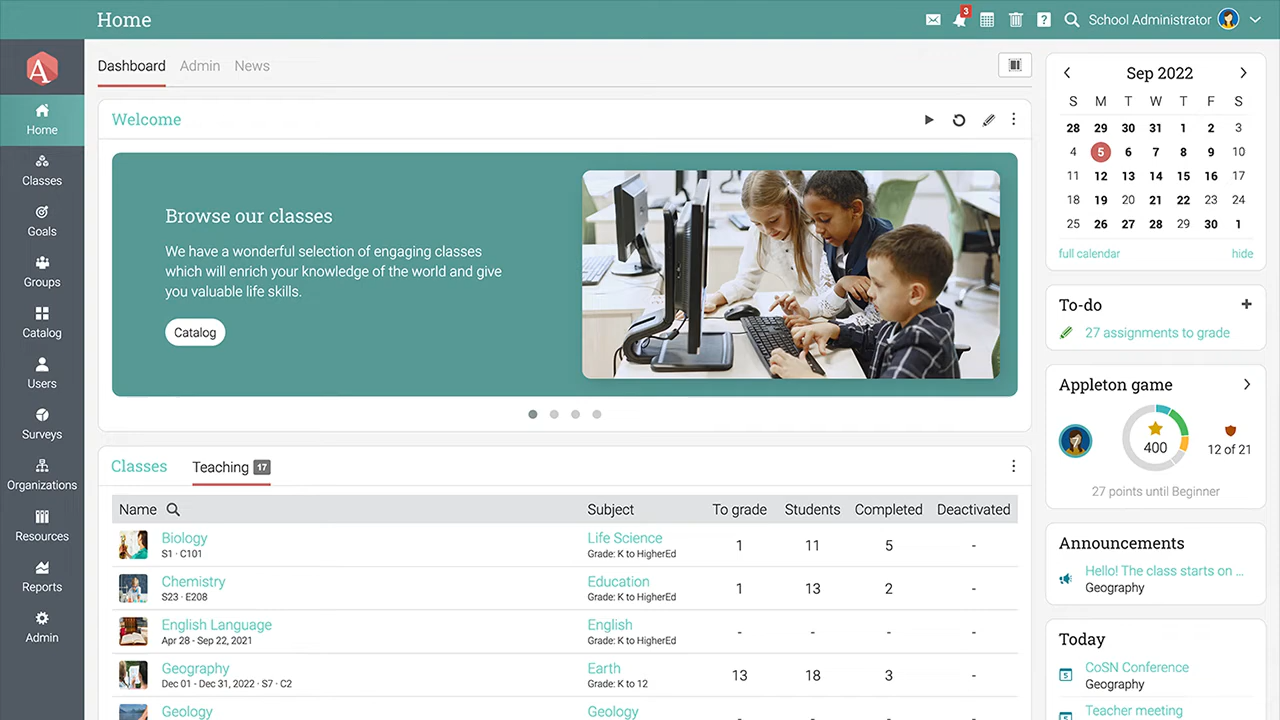 Home
3
School Administrator
A
Home
Classes
Goals
Groups
Catalog
Users
Surveys
Organizations
Resources
Reports
Admin
Dashboard Admin News
Welcome
Browse our classes
We have a wonderful selection of engaging classes
which will enrich your knowledge of the world and give
you valuable life skills.
Catalog
Classes Teaching 17
Name Subject To grade Students Completed Deactivated
Biology Life Science 1 11 5 -
S1 · C101 Grade: K to HigherEd
Chemistry Education 1 13 2 -
S23 · E208 Grade: K to HigherEd
English Language English - - - -
Apr 28 - Sep 22, 2021 Grade: K to HigherEd
Geography Earth 13 18 3 -
Dec 01 - Dec 31, 2022 · S7 · C2 Grade: K to 12
Geology Geology - - - -
Sep 2022
S M T W T F S
28 29 30 31 1 2 3
4 5 6 7 8 9 10
11 12 13 14 15 16 17
18 19 20 21 22 23 24
25 26 27 28 29 30 1
full calendar hide
To-do
27 assignments to grade
Appleton game
400
12 of 21
27 points until Beginner
Announcements
Hello! The class starts on ...
Geography
Today
5 CoSN Conference
Geography
Teacher meeting